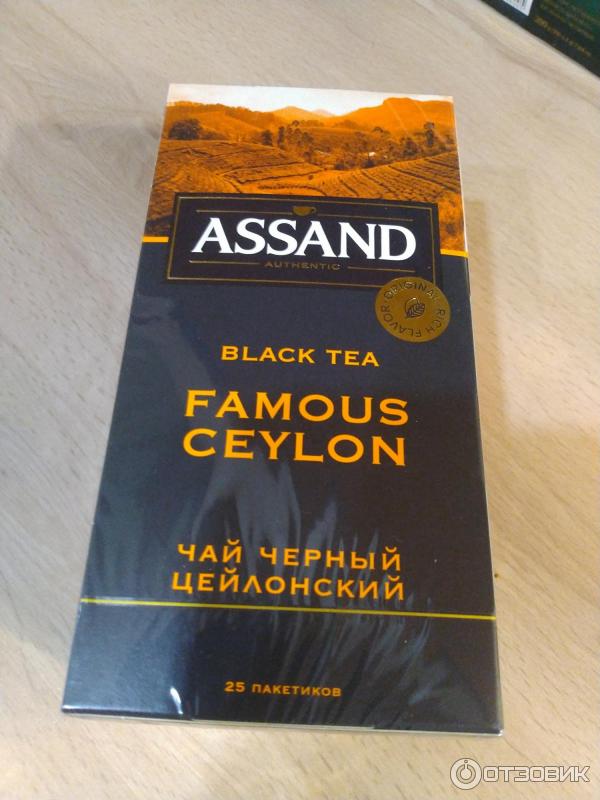 ASSAND
AUTHENTIC
ORIGINAL
RICH FLAVOR
BLACK TEA
FAMOUS
CEYLON
ЧАЙ ЧЕРНЫЙ
ЦЕЙЛОНСКИЙ
25 ПАКЕТИКОВ
ОТЗОВИК